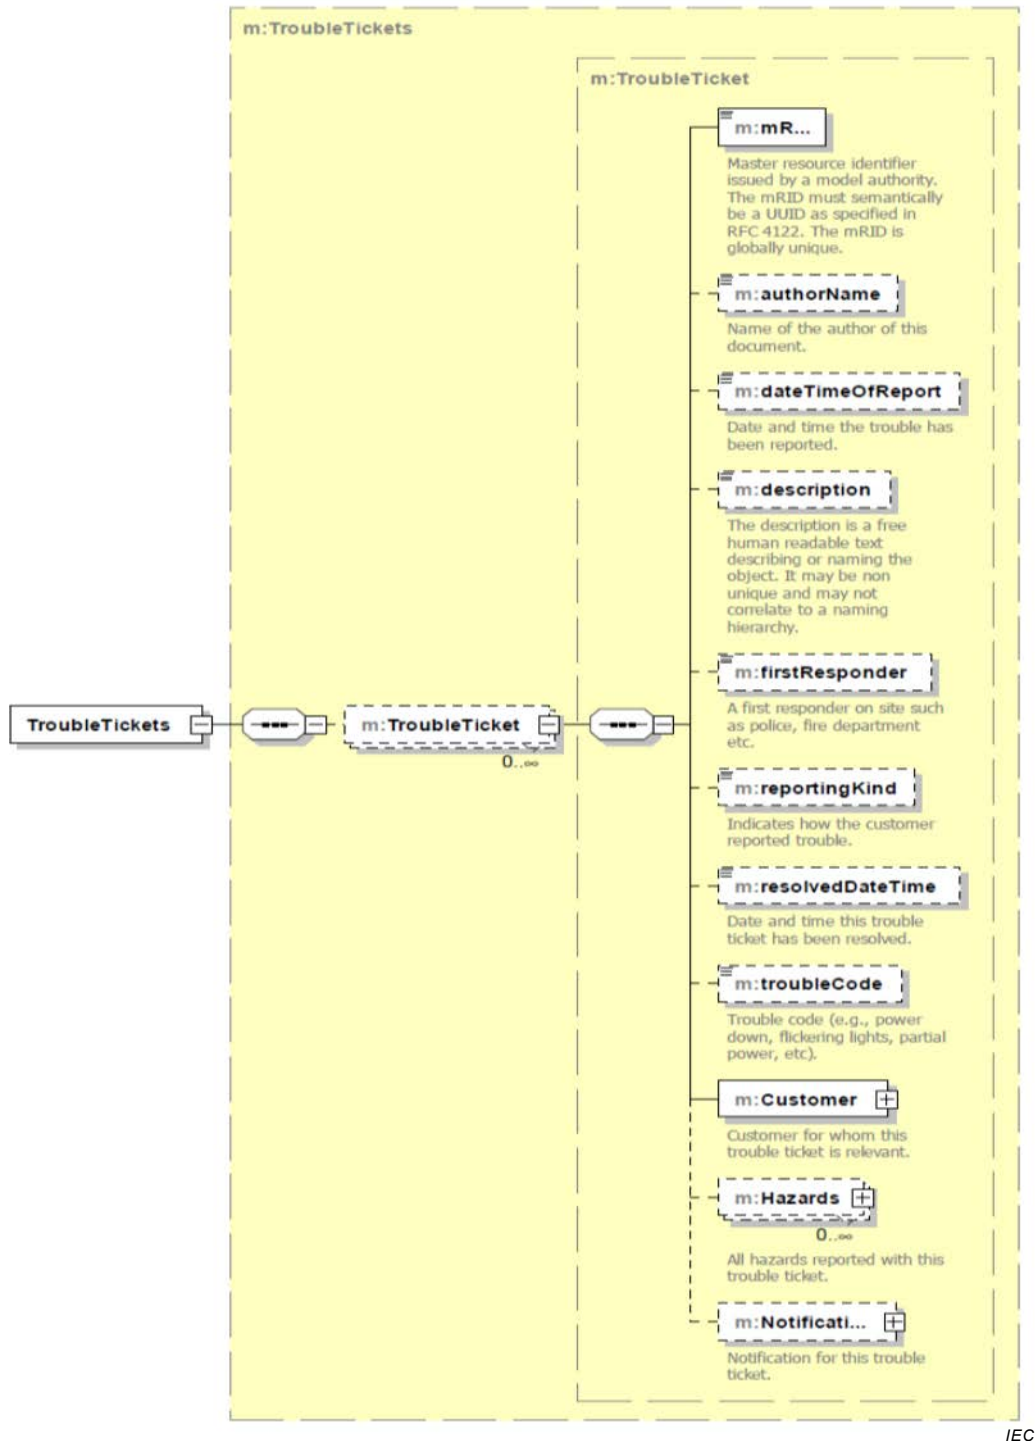 m:TroubleTickets
m:TroubleTicket
m:mR...
Master resource identifier
issued by a model authority.
The mRID must semantically
be a UUID as specified in
RFC 4122. The mRID is
globally unique.
m:authorName
Name of the author of this
document.
m:dateTimeOfReport
Date and time the trouble has
been reported.
m:description
The description is a free
human readable text
describing or naming the
object. It may be non
unique and may not
correlate to a naming
hierarchy.
m:firstResponder
A first responder on site such
as police, fire department
etc.
TroubleTickets
m:TroubleTicket
0..∞
m:reportingKind
Indicates how the customer
reported trouble.
m:resolvedDateTime
Date and time this trouble
ticket has been resolved.
m:troubleCode
Trouble code (e.g., power
down, flickering lights, partial
power, etc).
m:Customer
Customer for whom this
trouble ticket is relevant.
m:Hazards
0..∞
All hazards reported with this
trouble ticket.
m:Notificati...
Notification for this trouble
ticket.
IEC